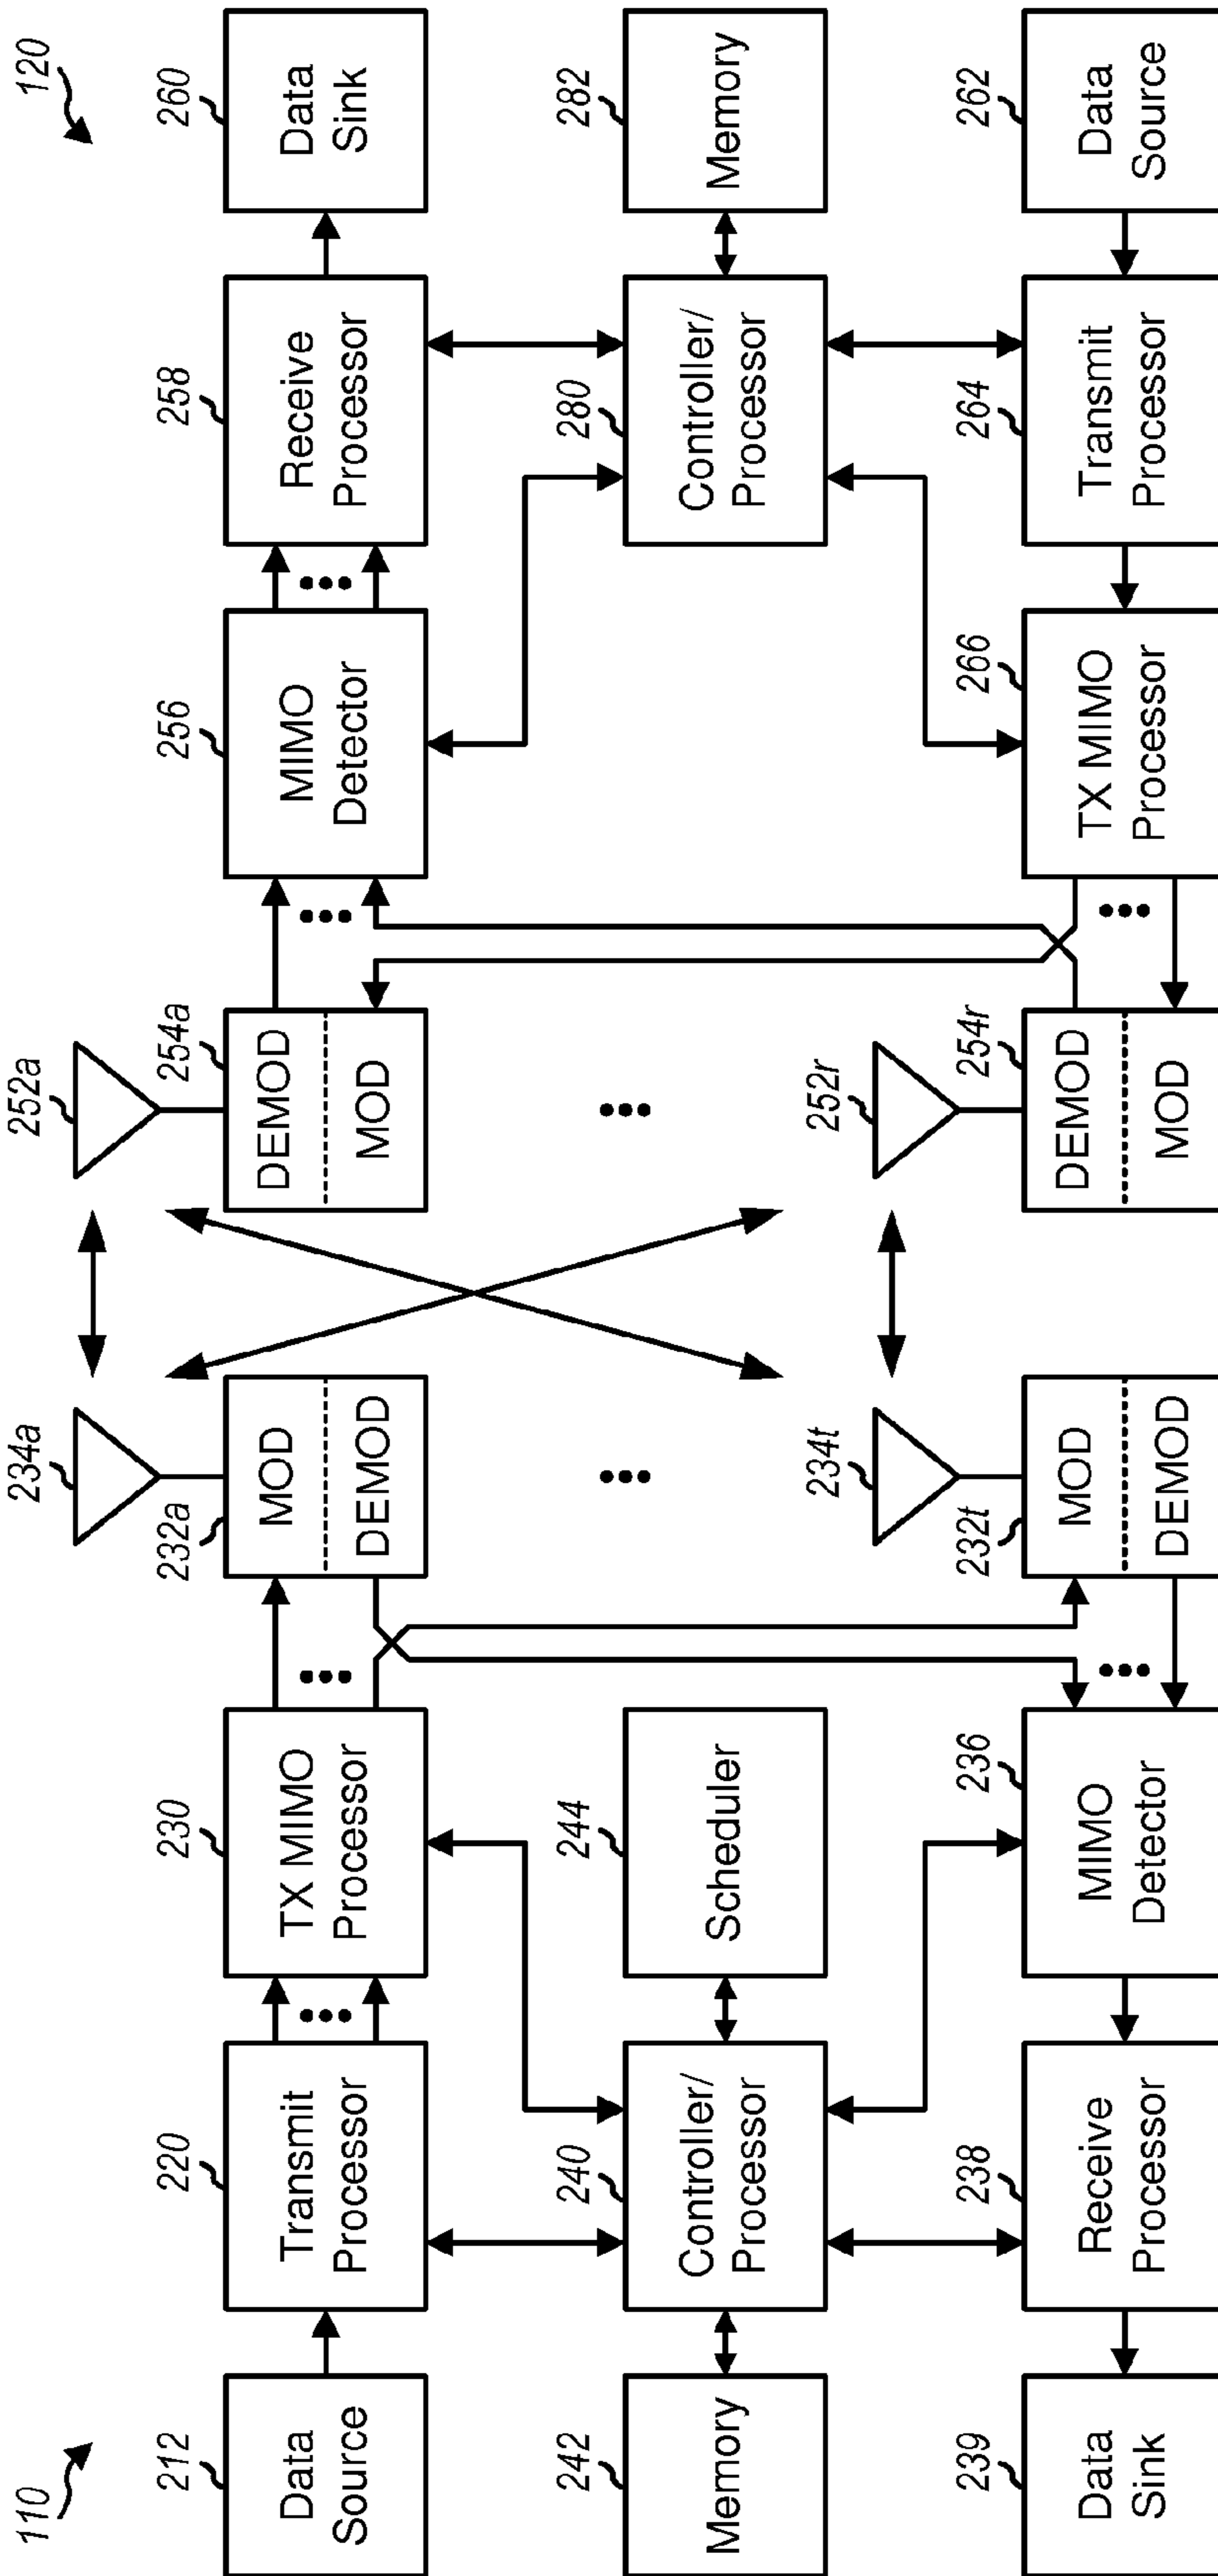 110
120
212
Data
Source
220
Transmit
Processor
230
TX MIMO
Processor
232a
MOD
DEMOD
234a
252a
254a
DEMOD
MOD
256
MIMO
Detector
258
Receive
Processor
260
Data
Sink
242
Memory
240
Controller/
Processor
244
Scheduler
280
Controller/
Processor
282
Memory
239
Data
Sink
238
Receive
Processor
236
MIMO
Detector
232t
MOD
DEMOD
234t
252r
254r
DEMOD
MOD
266
TX MIMO
Processor
264
Transmit
Processor
262
Data
Source